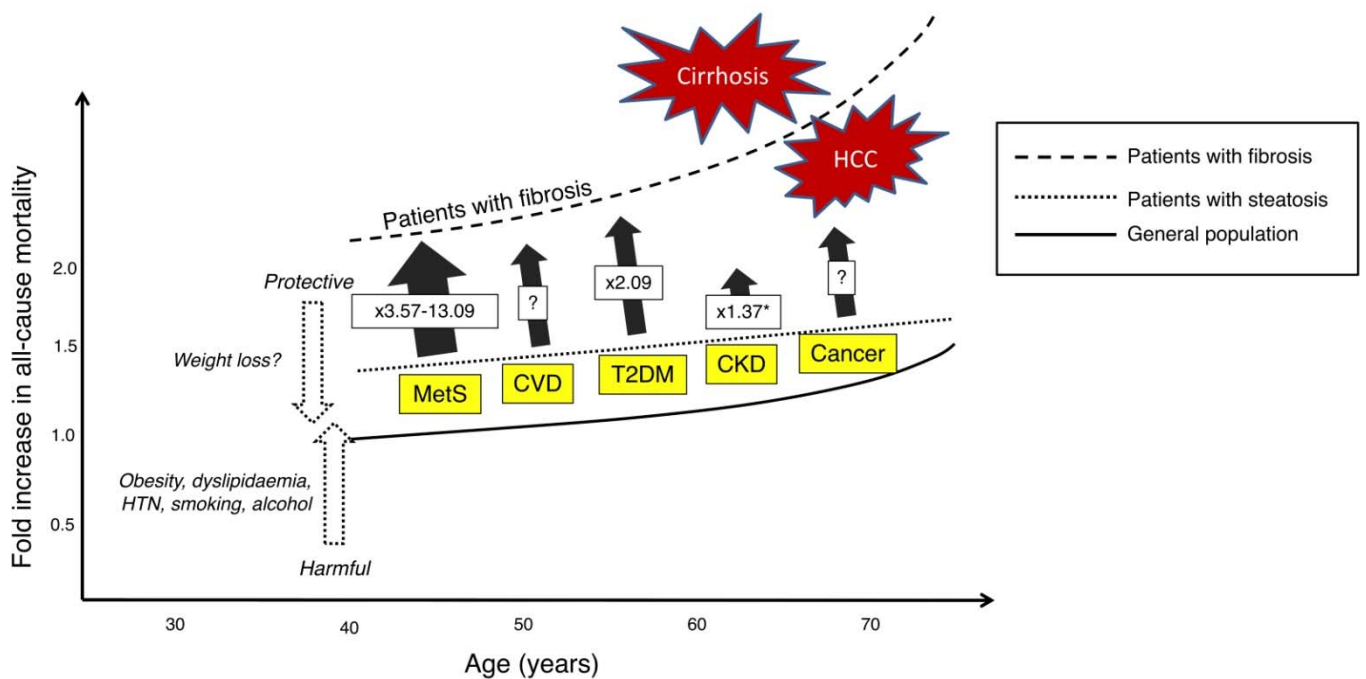 Cirrhosis
HCC
Patients with fibrosis
Patients with steatosis
General population
Patients with fibrosis
Fold increase in all-cause mortality
2.0
1.5
1.0
0.5
Protective
Weight loss?
Obesity, dyslipidaemia,
HTN, smoking, alcohol
Harmful
x3.57-13.09
?
x2.09
x1.37*
?
MetS
CVD
T2DM
CKD
Cancer
30
40
50
60
70
Age (years)